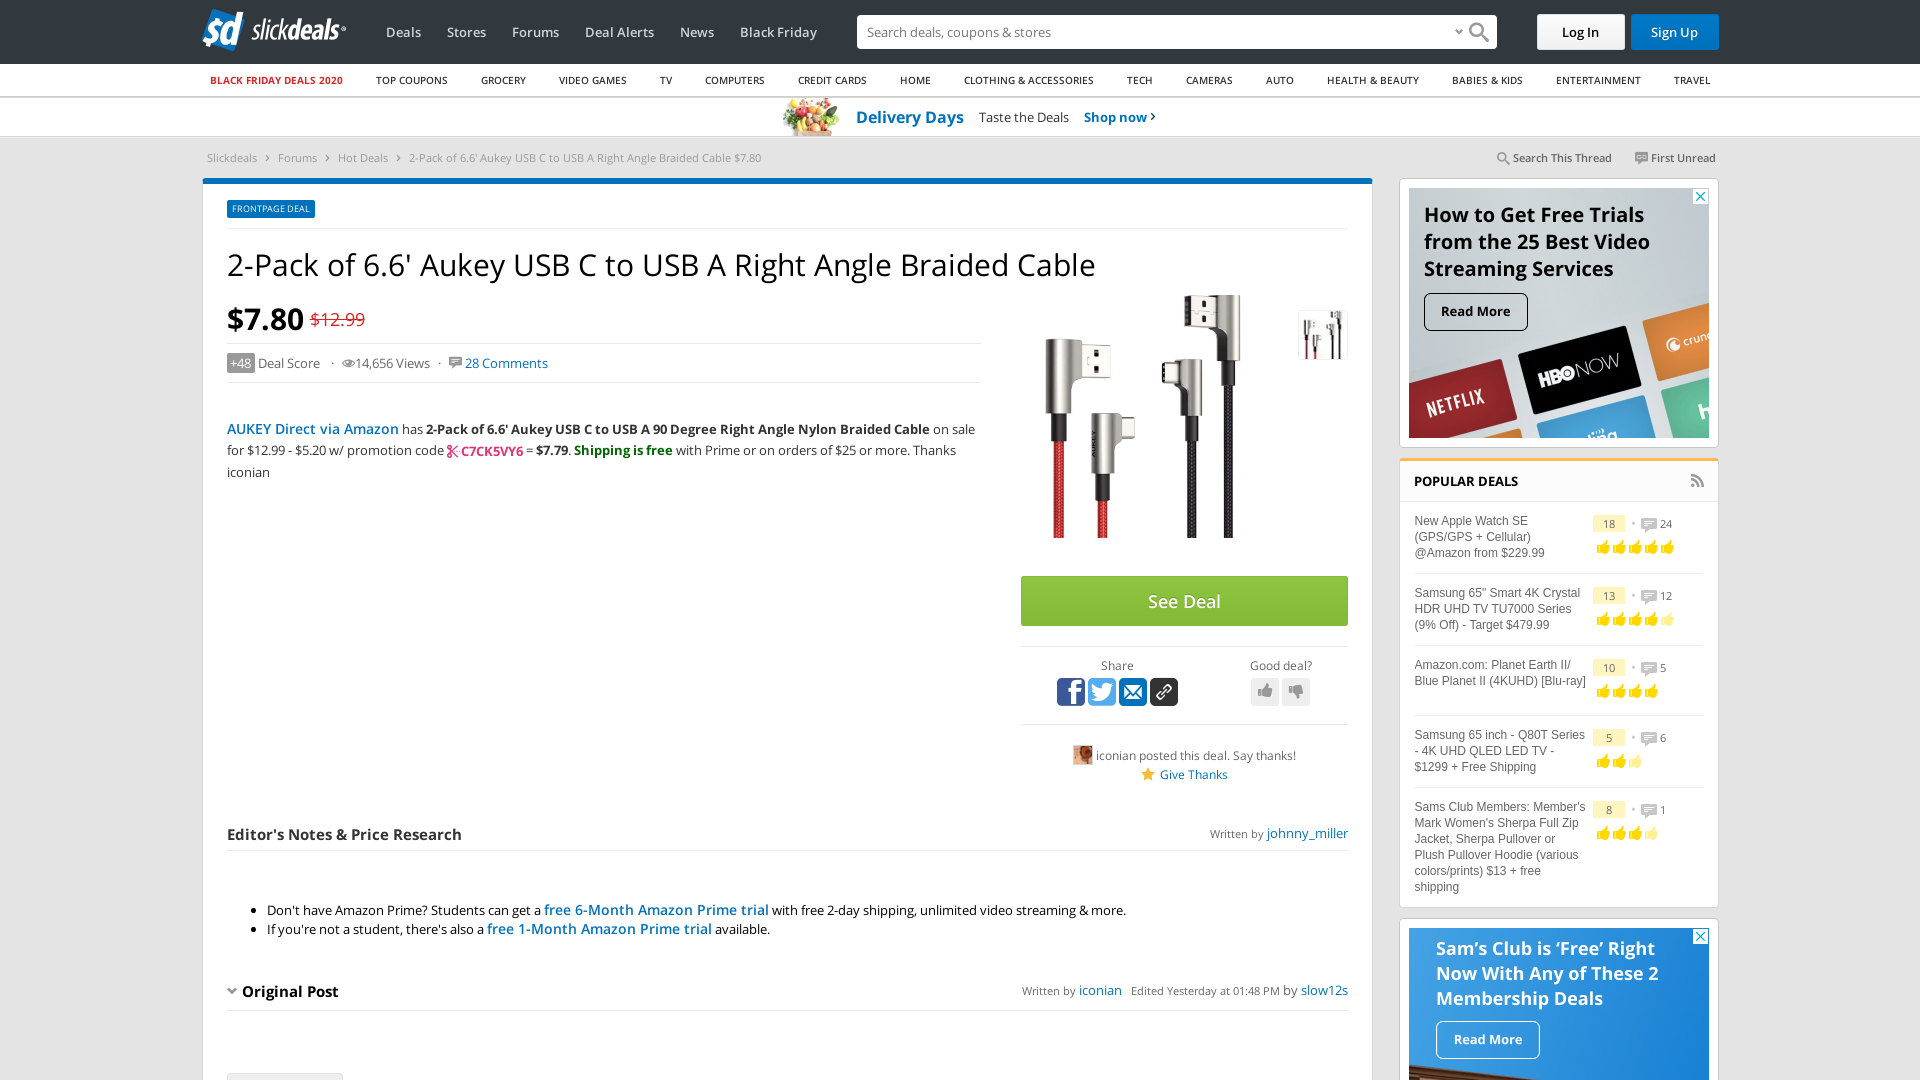 sd slickdeals
Deals
Stores
Forums
Deal Alerts
News
Black Friday
Search deals, coupons & stores
Log In
Sign Up
BLACK FRIDAY DEALS 2020
TOP COUPONS
GROCERY
VIDEO GAMES
TV
COMPUTERS
CREDIT CARDS
HOME
CLOTHING & ACCESSORIES
TECH
CAMERAS
AUTO
HEALTH & BEAUTY
BABIES & KIDS
ENTERTAINMENT
TRAVEL
Delivery Days Taste the Deals Shop now
Slickdeals > Forums > Hot Deals > 2-Pack of 6.6' Aukey USB C to USB A Right Angle Braided Cable $7.80
Search This Thread
First Unread
FRONTPAGE DEAL
2-Pack of 6.6' Aukey USB C to USB A Right Angle Braided Cable
$7.80 $12.99
+48 Deal Score · 14,656 Views · 28 Comments
AUKEY Direct via Amazon has 2-Pack of 6.6' Aukey USB C to USB A 90 Degree Right Angle Nylon Braided Cable on sale
for $12.99 - $5.20 w/ promotion code C7CK5VY6 = $7.79. Shipping is free with Prime or on orders of $25 or more. Thanks
iconian
AUKEY
See Deal
Share
Good deal?
iconian posted this deal. Say thanks!
Give Thanks
Editor's Notes & Price Research
Written by johnny_miller
• Don't have Amazon Prime? Students can get a free 6-Month Amazon Prime trial with free 2-day shipping, unlimited video streaming & more.
• If you're not a student, there's also a free 1-Month Amazon Prime trial available.
Original Post
Written by iconian Edited Yesterday at 01:48 PM by slow12s
How to Get Free Trials
from the 25 Best Video
Streaming Services
Read More
crunc
HBO NOW
NETFLIX
h
ling
POPULAR DEALS
New Apple Watch SE
(GPS/GPS + Cellular)
@Amazon from $229.99
18 • 24
Samsung 65" Smart 4K Crystal
HDR UHD TV TU7000 Series
(9% Off) - Target $479.99
13 • 12
Amazon.com: Planet Earth II/
Blue Planet II (4KUHD) [Blu-ray]
10 • 5
Samsung 65 inch - Q80T Series
- 4K UHD QLED LED TV -
$1299 + Free Shipping
5 • 6
Sams Club Members: Member's
Mark Women's Sherpa Full Zip
Jacket, Sherpa Pullover or
Plush Pullover Hoodie (various
colors/prints) $13 + free
shipping
8 • 1
Sam's Club is 'Free' Right
Now With Any of These 2
Membership Deals
Read More